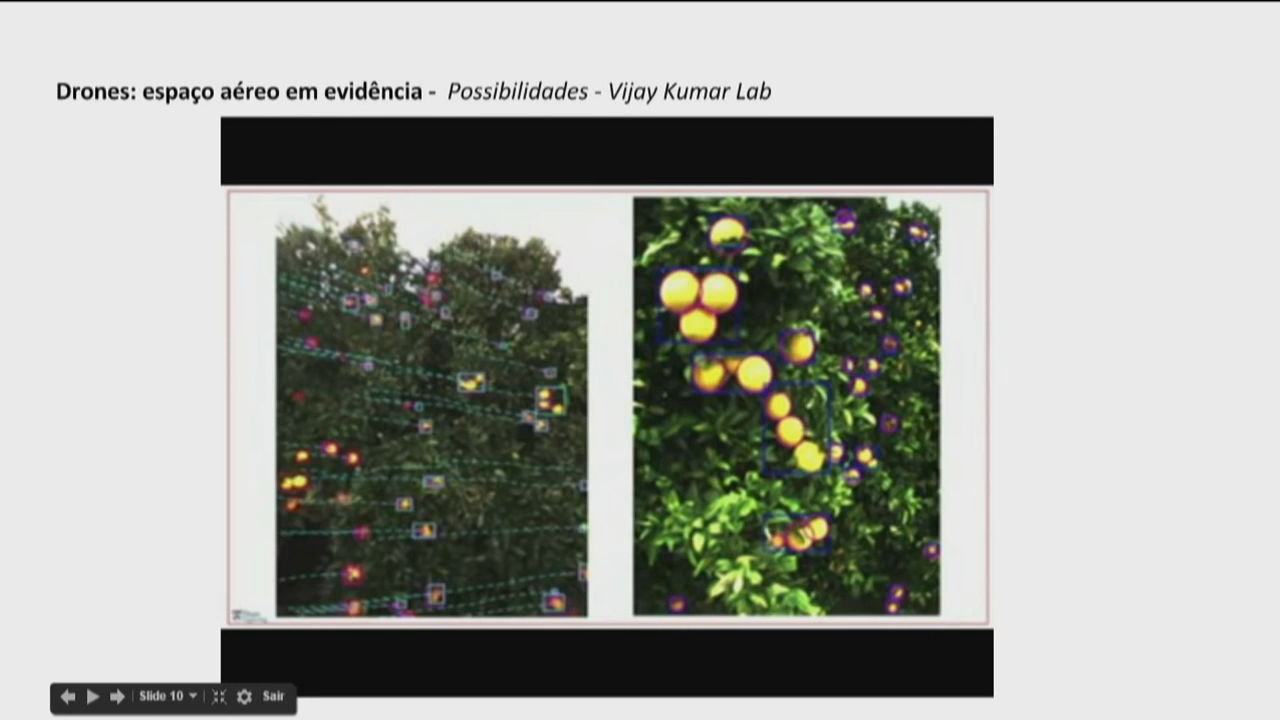 Drones: espaço aéreo em evidência - Possibilidades - Vijay Kumar Lab
Slide 10
Sair